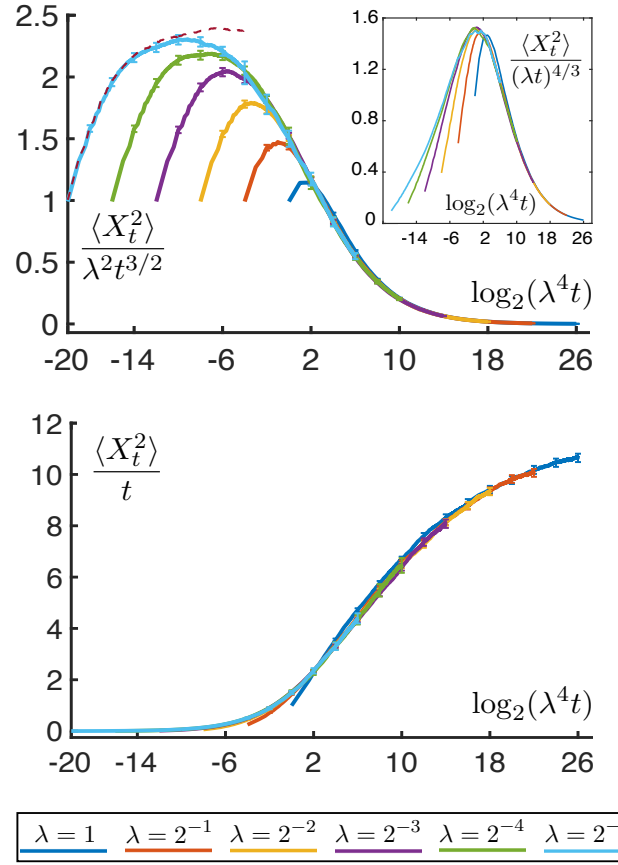 2.5
2
1.5
1
0.5
0
⟨X_t^2⟩
λ^2 t^{3/2}
log_2(λ^4 t)
-20 -14 -6 2 10 18 26
1.6
1.2
0.8
0.4
0
⟨X_t^2⟩
(λt)^{4/3}
log_2(λ^4 t)
-14 -6 2 10 18 26
12
10
8
6
4
2
0
⟨X_t^2⟩
t
log_2(λ^4 t)
-20 -14 -6 2 10 18 26
λ = 1 λ = 2^{-1} λ = 2^{-2} λ = 2^{-3} λ = 2^{-4} λ = 2^{-